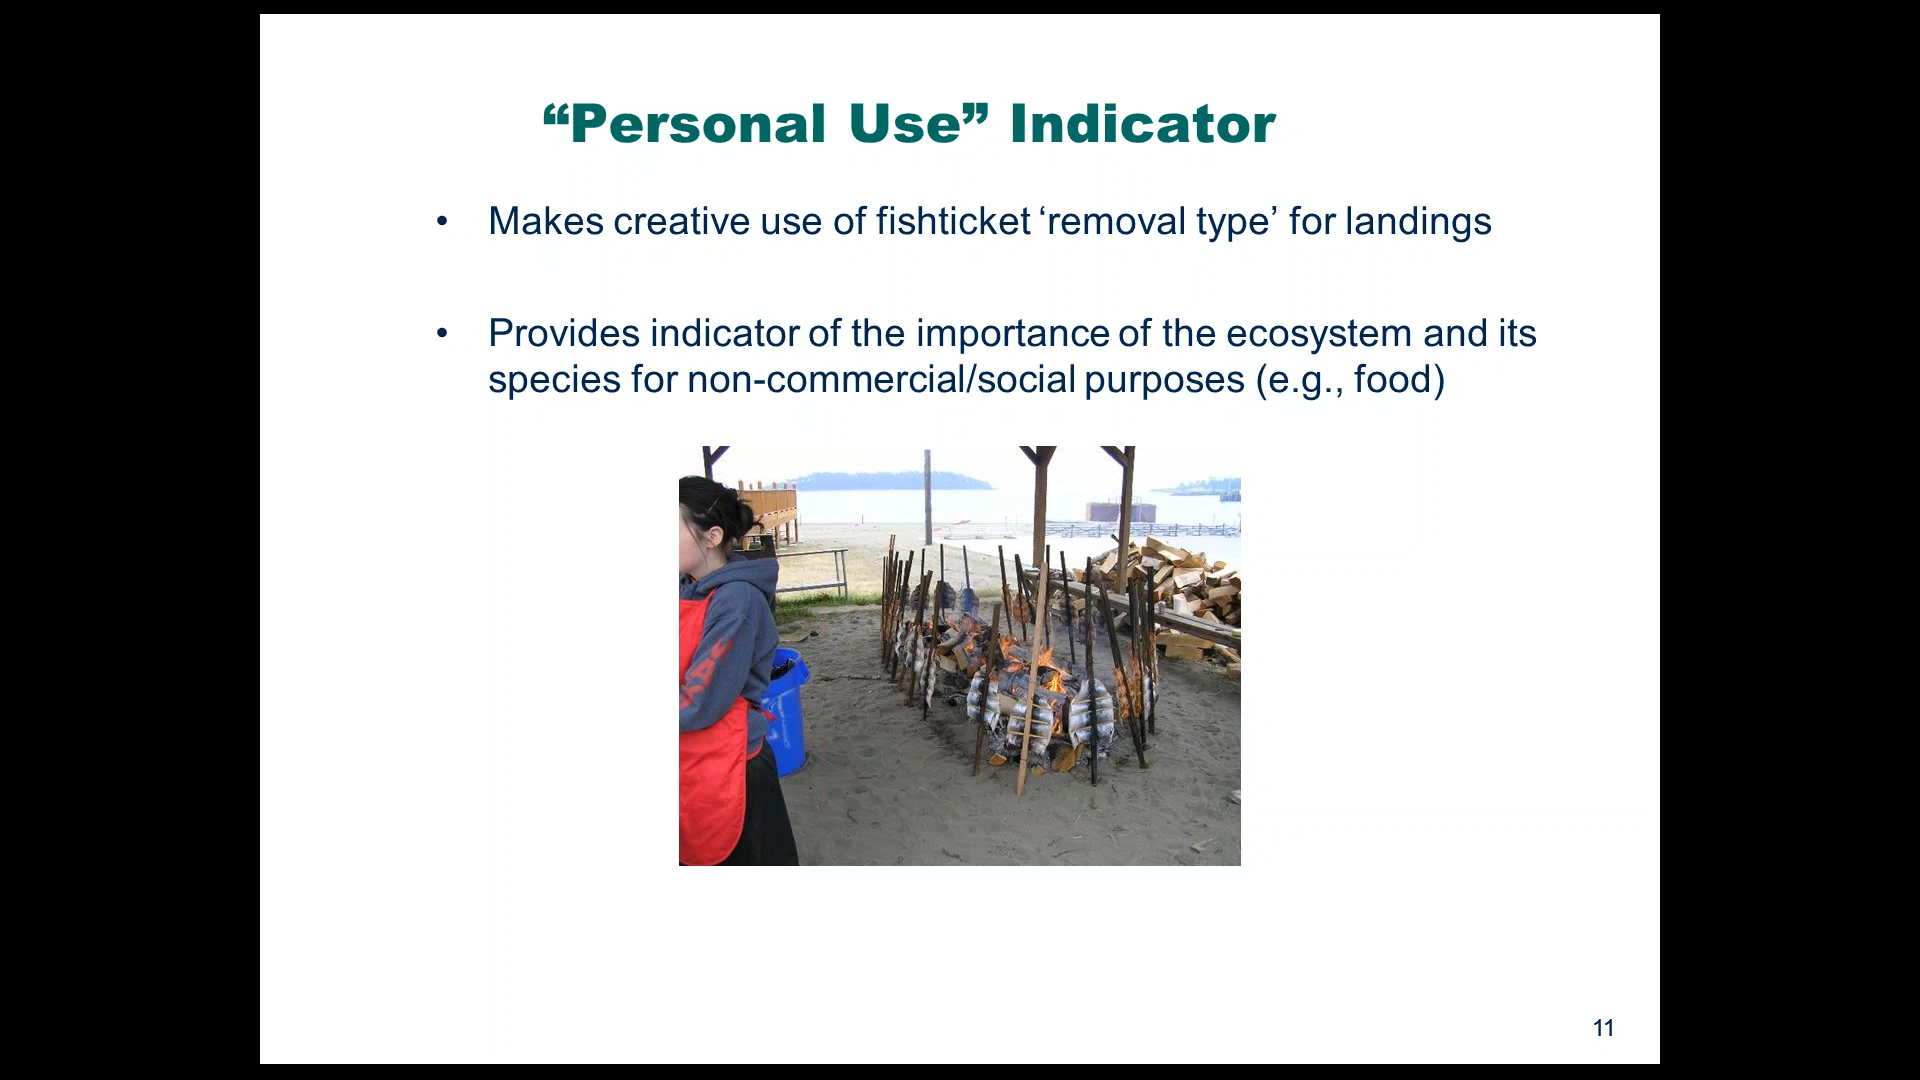 “Personal Use” Indicator
• Makes creative use of fishticket ‘removal type’ for landings
• Provides indicator of the importance of the ecosystem and its
species for non-commercial/social purposes (e.g., food)
11